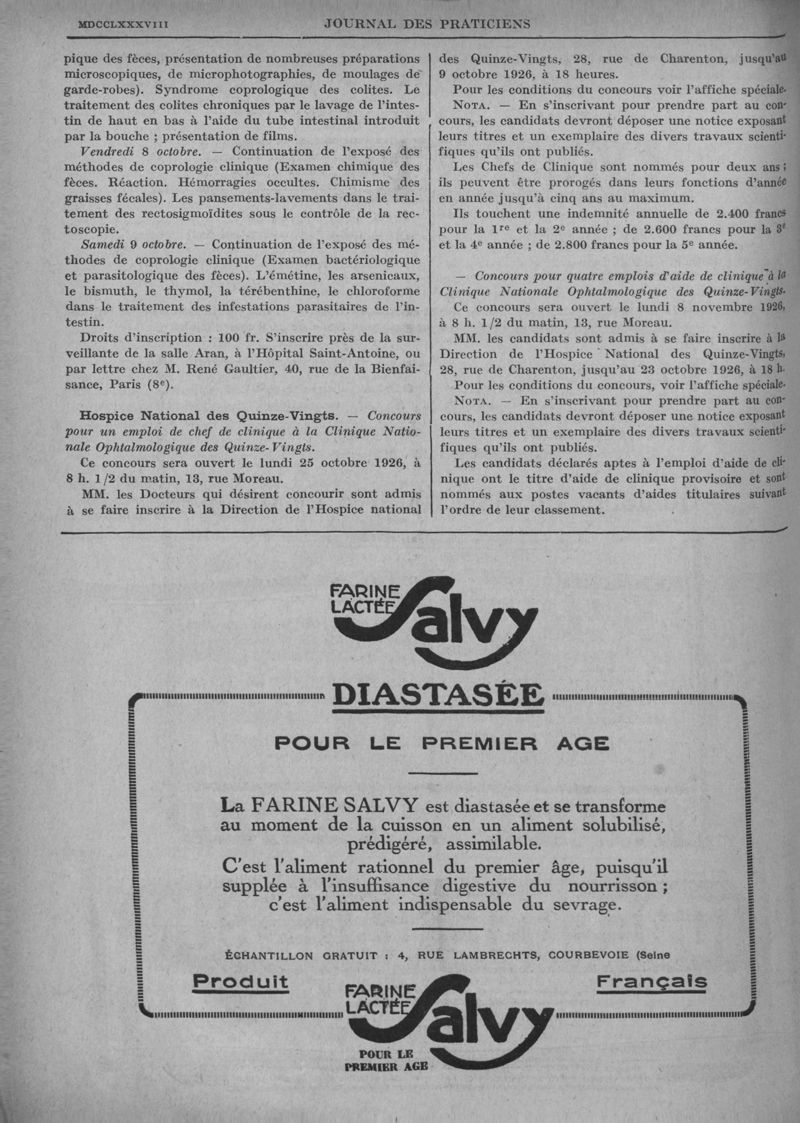 MDCCLXXXVIII
JOURNAL DES PRATICIENS
pique des fèces, présentation de nombreuses préparations
microscopiques, de microphotographies, de moulages de
garde-robes). Syndrome coprologique des colites. Le
traitement des colites chroniques par le lavage de l'intes-
tin de haut en bas à l'aide du tube intestinal introduit
par la bouche ; présentation de films.
Vendredi 8 octobre. — Continuation de l'exposé des
méthodes de coprologie clinique (Examen chimique des
fèces. Réaction. Hémorragies occultes. Chimisme des
graisses fécales). Les pansements-lavements dans le trai-
tement des rectosigmoïdites sous le contrôle de la rec-
toscopie.
Samedi 9 octobre. — Continuation de l'exposé des mé-
thodes de coprologie clinique (Examen bactériologique
et parasitologique des fèces). L'émétine, les arsenicaux,
le bismuth, le thymol, la térébenthine, le chloroforme
dans le traitement des infestations parasitaires de l'in-
testin.
Droits d'inscription : 100 fr. S'inscrire près de la sur-
veillante de la salle Aran, à l'Hôpital Saint-Antoine, ou
par lettre chez M. René Gaultier, 40, rue de la Bienfai-
sance, Paris (8e).
Hospice National des Quinze-Vingts. — Concours
pour un emploi de chef de clinique à la Clinique Natio-
nale Ophtalmologique des Quinze-Vingts.
Ce concours sera ouvert le lundi 25 octobre 1926, à
8 h. 1/2 du matin, 13, rue Moreau.
MM. les Docteurs qui désirent concourir sont admis
à se faire inscrire à la Direction de l'Hospice national
des Quinze-Vingts, 28, rue de Charenton, jusqu'au
9 octobre 1926, à 18 heures.
Pour les conditions du concours voir l'affiche spéciale.
NOTA. — En s'inscrivant pour prendre part au con-
cours, les candidats devront déposer une notice exposant
leurs titres et un exemplaire des divers travaux scienti-
fiques qu'ils ont publiés.
Les Chefs de Clinique sont nommés pour deux ans ;
ils peuvent être prorogés dans leurs fonctions d'année
en année jusqu'à cinq ans au maximum.
Ils touchent une indemnité annuelle de 2.400 francs
pour la 1re et la 2e année ; de 2.600 francs pour la 3e
et la 4e année ; de 2.800 francs pour la 5e année.
— Concours pour quatre emplois d'aide de clinique à la
Clinique Nationale Ophtalmologique des Quinze-Vingts.
Ce concours sera ouvert le lundi 8 novembre 1926,
à 8 h. 1/2 du matin, 13, rue Moreau.
MM. les candidats sont admis à se faire inscrire à la
Direction de l'Hospice National des Quinze-Vingts,
28, rue de Charenton, jusqu'au 23 octobre 1926, à 18 h.
Pour les conditions du concours, voir l'affiche spéciale.
NOTA. — En s'inscrivant pour prendre part au con-
cours, les candidats devront déposer une notice exposant
leurs titres et un exemplaire des divers travaux scienti-
fiques qu'ils ont publiés.
Les candidats déclarés aptes à l'emploi d'aide de cli-
nique ont le titre d'aide de clinique provisoire et sont
nommés aux postes vacants d'aides titulaires suivant
l'ordre de leur classement.
FARINE
LACTÉE
Salvy
DIASTASÉE
POUR LE PREMIER AGE
La FARINE SALVY est diastasée et se transforme
au moment de la cuisson en un aliment solubilisé,
prédigéré, assimilable.
C'est l'aliment rationnel du premier âge, puisqu'il
supplée à l'insuffisance digestive du nourrisson ;
c'est l'aliment indispensable du sevrage.
ÉCHANTILLON GRATUIT : 4, RUE LAMBRECHTS, COURBEVOIE (Seine
Produit
Français
FARINE
LACTÉE
Salvy
POUR LE
PREMIER AGE